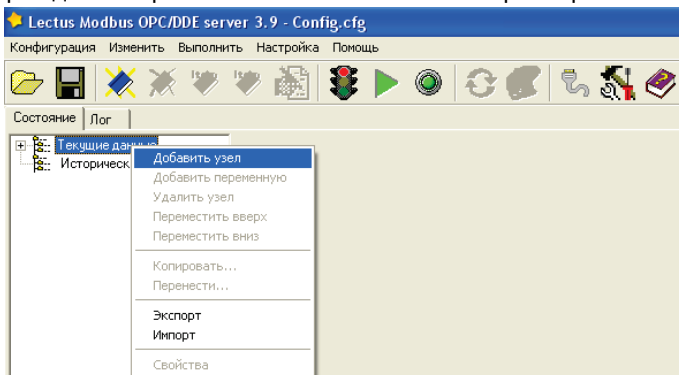 Lectus Modbus OPC/DDE server 3.9 - Config.cfg
Конфигурация Изменить Выполнить Настройка Помощь
Состояние Лог
Текущие данные
Историческ
Добавить узел
Добавить переменную
Удалить узел
Переместить вверх
Переместить вниз
Копировать...
Перенести...
Экспорт
Импорт
Свойства